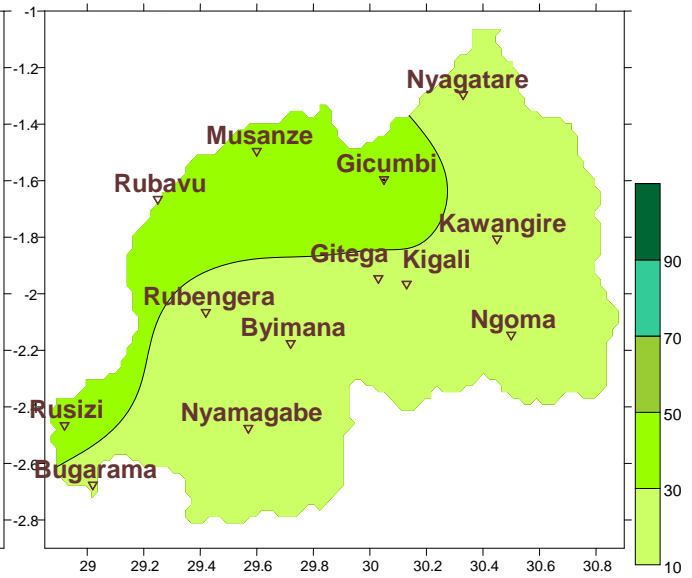 -1
-1.2
Nyagatare
-1.4
Musanze
Gicumbi
-1.6
Rubavu
Kawangire
-1.8
Gitega
Kigali
90
-2
Rubengera
Byimana
Ngoma
70
-2.2
-2.4
Rusizi
Nyamagabe
50
-2.6
Bugarama
30
-2.8
10
29 29.2 29.4 29.6 29.8 30 30.2 30.4 30.6 30.8